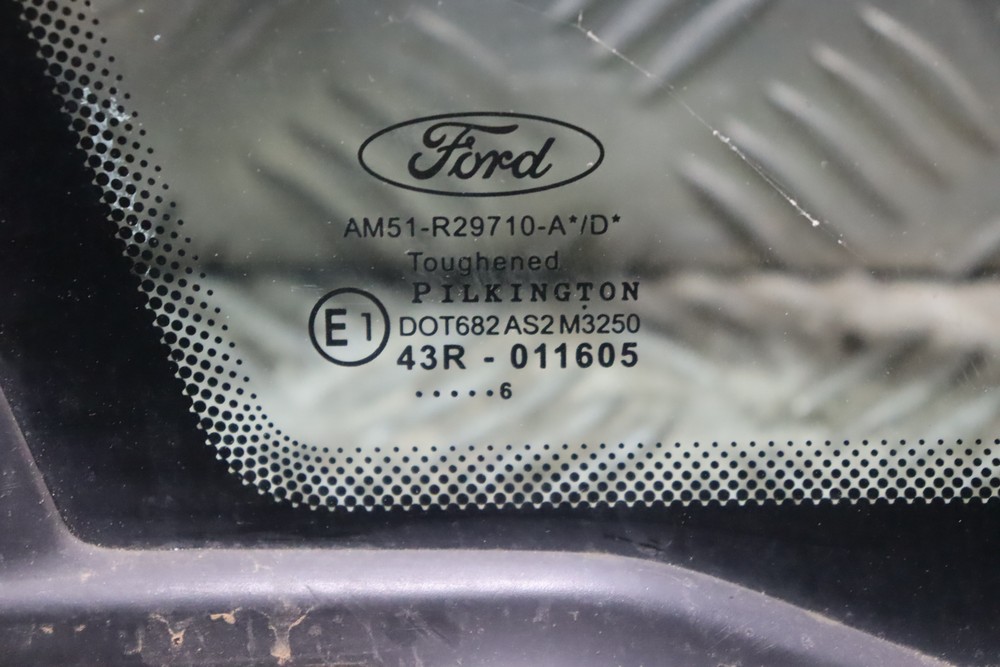 Ford
AM51-R29710-A*/D*
Toughened
PILKINGTON
E1
DOT682 AS2 M3250
43R - 011605
.....6